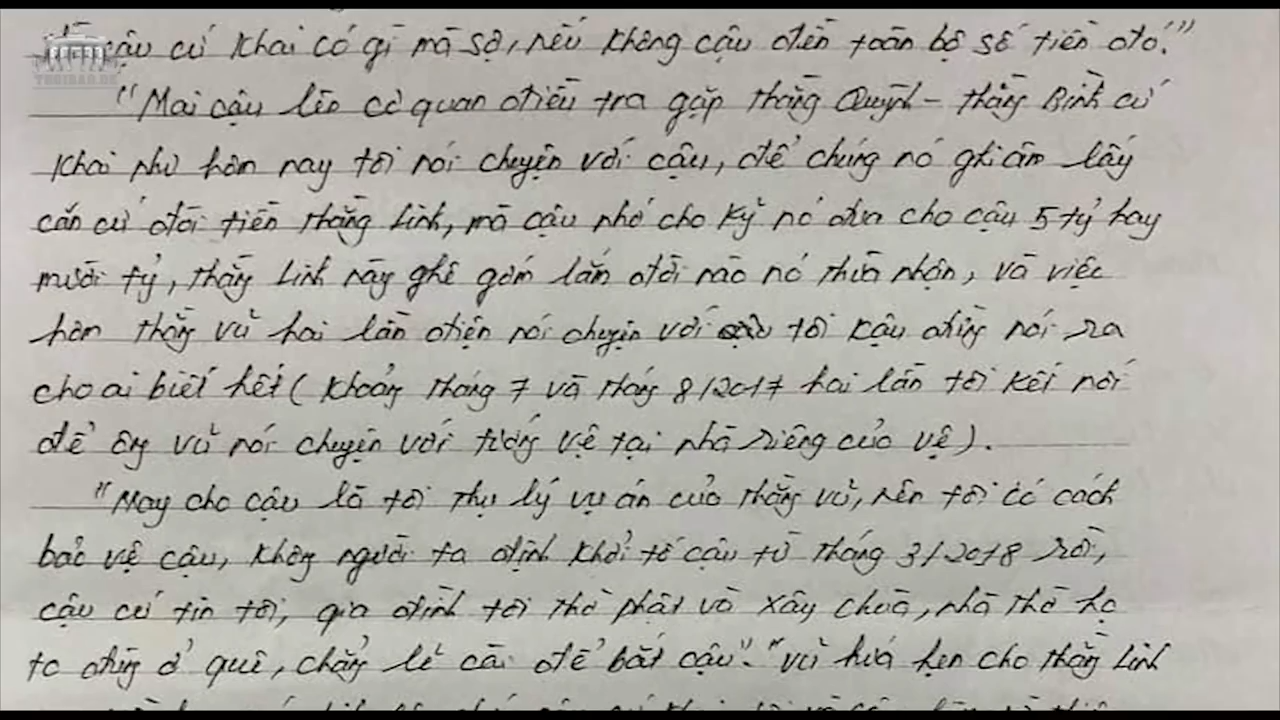 cậu cứ khai có gì mà sợ, nếu không cậu đền toàn bộ số tiền đó."
"Mai cậu lên cơ quan điều tra gặp thằng Quỳnh - thằng Bình cứ
khai như hôm nay tôi nói chuyện với cậu, để chúng nó ghi âm lấy
căn cứ đòi tiền thằng Linh, mà cậu nhớ cho kỹ nó đưa cho cậu 5 tỷ hay
mười tỷ, thằng Linh này ghê gớm lắm đời nào nó thừa nhận, và việc
hôm thằng vũ hai lần điện nói chuyện với tôi cậu đừng nói ra
cho ai biết hết ( khoảng tháng 7 và tháng 8/2017 hai lần tôi kết nối
để ông vũ nói chuyện với tướng vệ tại nhà riêng của vệ ).
"May cho cậu là tôi thụ lý vụ án của thằng vũ, nên tôi có cách
bảo vệ cậu, không người ta định khởi tố cậu từ tháng 3/2018 rồi,
cậu cứ tin tôi, gia đình tôi thờ phật và xây chùa, nhà thờ họ
to đùng ở quê, chẳng lẽ cài để bắt cậu". "vũ hứa hẹn cho thằng Linh
THOIBAO.DE